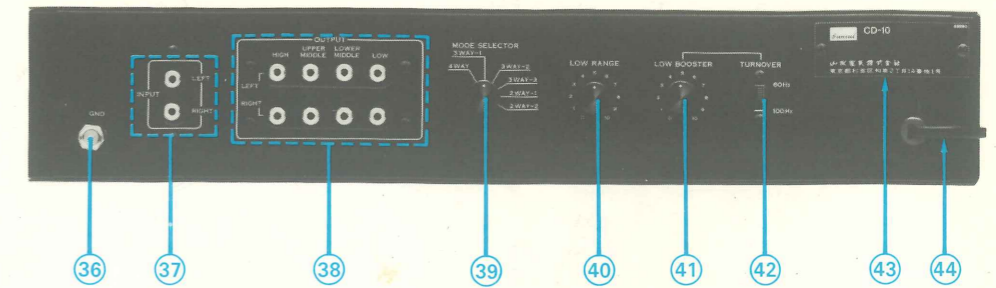 OUTPUT
HIGH
UPPER MIDDLE
LOWER MIDDLE
LOW
LEFT
RIGHT
INPUT
LEFT
RIGHT
GND
MODE SELECTOR
3WAY-1
4WAY
3WAY-2
3WAY-3
2WAY-1
2WAY-2
LOW RANGE
LOW BOOSTER
TURNOVER
60Hz
100Hz
Sansui
CD-10
山水電気株式会社
36
37
38
39
40
41
42
43
44